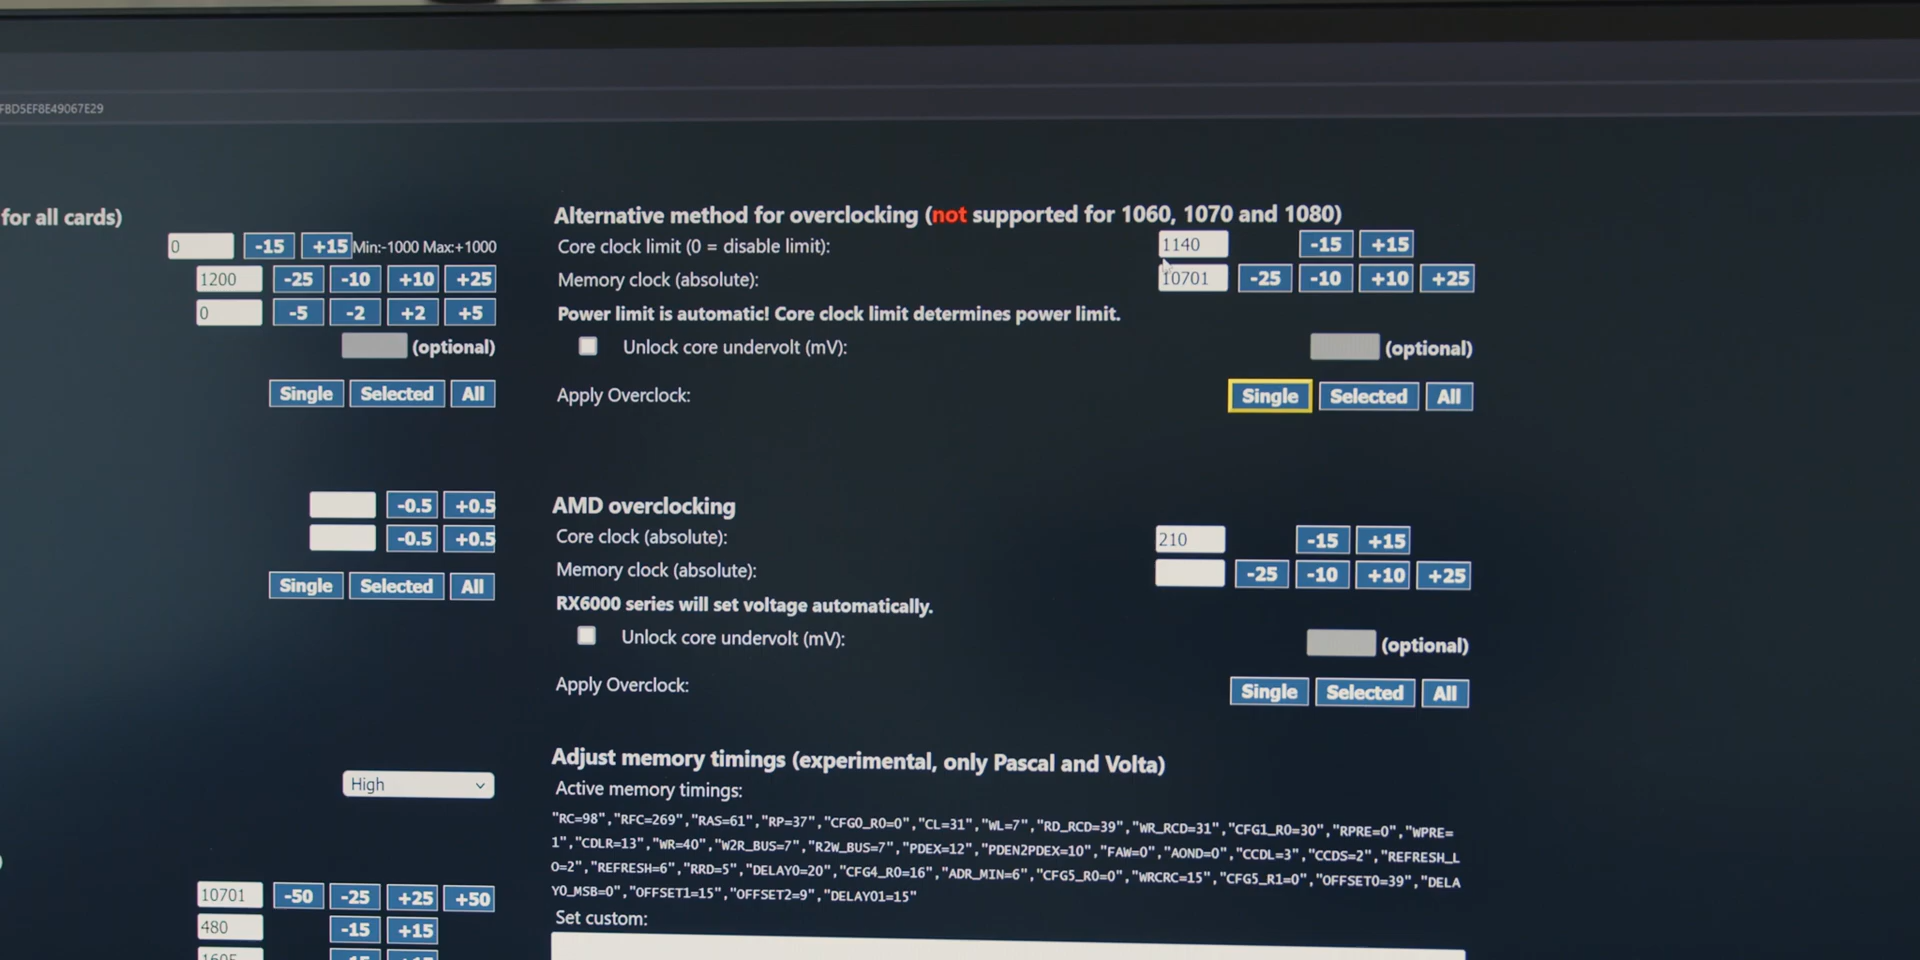 FBD5EF8E49067E29
for all cards)
0 -15 +15 Min:-1000 Max:+1000
1200 -25 -10 +10 +25
0 -5 -2 +2 +5
(optional)
Single Selected All
-0.5 +0.5
-0.5 +0.5
Single Selected All
High
10701 -50 -25 +25 +50
480 -15 +15
Alternative method for overclocking (not supported for 1060, 1070 and 1080)
Core clock limit (0 = disable limit): 1140 -15 +15
Memory clock (absolute): 10701 -25 -10 +10 +25
Power limit is automatic! Core clock limit determines power limit.
Unlock core undervolt (mV): (optional)
Apply Overclock: Single Selected All
AMD overclocking
Core clock (absolute): 210 -15 +15
Memory clock (absolute): -25 -10 +10 +25
RX6000 series will set voltage automatically.
Unlock core undervolt (mV): (optional)
Apply Overclock: Single Selected All
Adjust memory timings (experimental, only Pascal and Volta)
Active memory timings:
"RC=98","RFC=269","RAS=61","RP=37","CFG0_R0=0","CL=31","WL=7","RD_RCD=39","WR_RCD=31","CFG1_R0=30","RPRE=0","WPRE=
1","CDLR=13","WR=40","W2R_BUS=7","R2W_BUS=7","PDEX=12","PDEN2PDEX=10","FAW=0","AOND=0","CCDL=3","CCDS=2","REFRESH_L
O=2","REFRESH=6","RRD=5","DELAY0=20","CFG4_R0=16","ADR_MIN=6","CFG5_R0=0","WRCRC=15","CFG5_R1=0","OFFSET0=39","DELA
Y0_MSB=0","OFFSET1=15","OFFSET2=9","DELAY01=15"
Set custom: